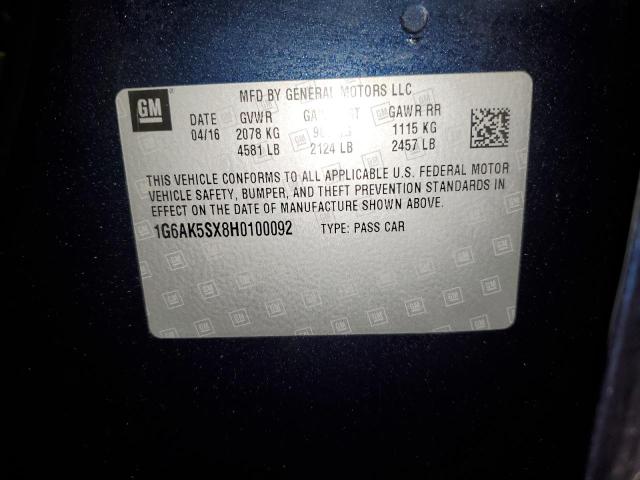 GM
MFD BY GENERAL MOTORS LLC
DATE GVWR GAWR RR
04/16 2078 KG 1115 KG
4581 LB 2124 LB 2457 LB
THIS VEHICLE CONFORMS TO ALL APPLICABLE U.S. FEDERAL MOTOR
VEHICLE SAFETY, BUMPER, AND THEFT PREVENTION STANDARDS IN
EFFECT ON THE DATE OF MANUFACTURE SHOWN ABOVE.
1G6AK5SX8H0100092 TYPE: PASS CAR